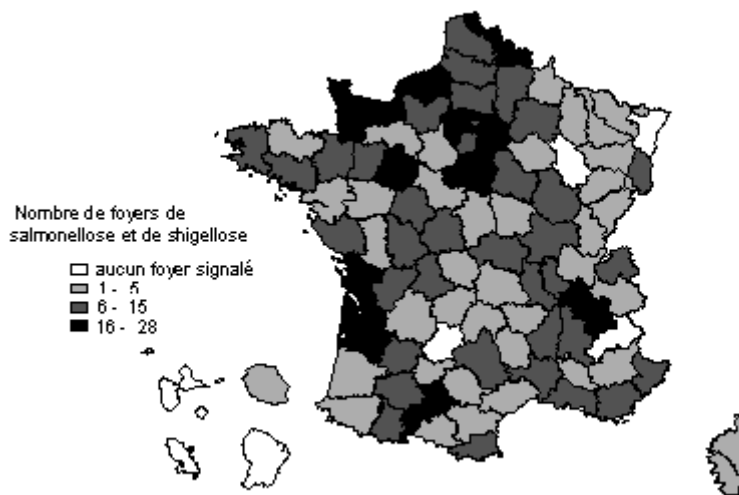 Nombre de foyers de
salmonellose et de shigellose
aucun foyer signalé
1 - 5
6 - 15
16 - 28